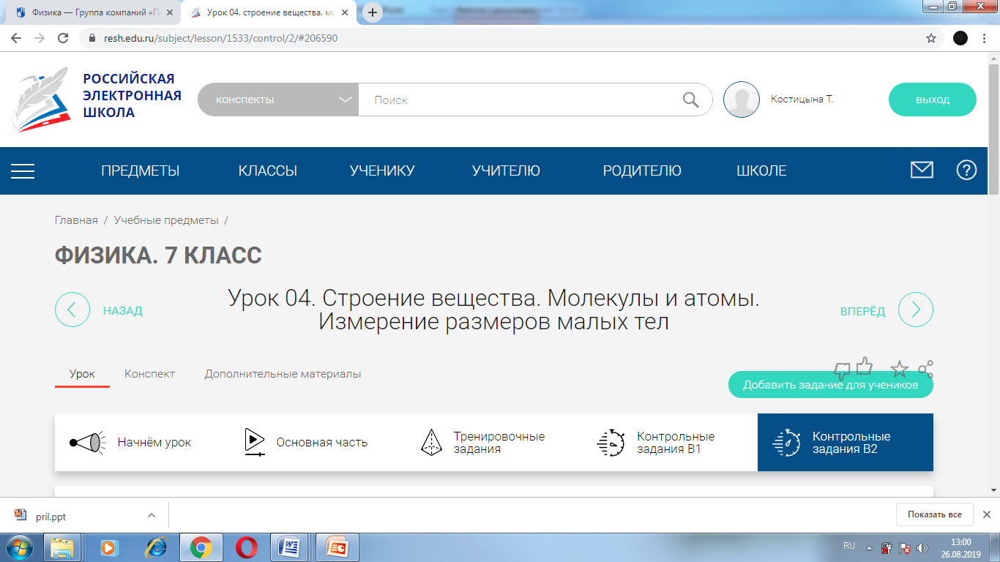 Физика — Группа компаний «П
Урок 04. строение вещества. мо
resh.edu.ru/subject/lesson/1533/control/2/#206590
РОССИЙСКАЯ
ЭЛЕКТРОННАЯ
ШКОЛА
конспекты
Поиск
Костицына Т.
выход
ПРЕДМЕТЫ КЛАССЫ УЧЕНИКУ УЧИТЕЛЮ РОДИТЕЛЮ ШКОЛЕ
Главная / Учебные предметы /
ФИЗИКА. 7 КЛАСС
НАЗАД
Урок 04. Строение вещества. Молекулы и атомы.
Измерение размеров малых тел
ВПЕРЁД
Урок Конспект Дополнительные материалы
Добавить задание для учеников
Начнём урок
Основная часть
Тренировочные
задания
Контрольные
задания В1
Контрольные
задания В2
pril.ppt
Показать все
RU
13:00
26.08.2019